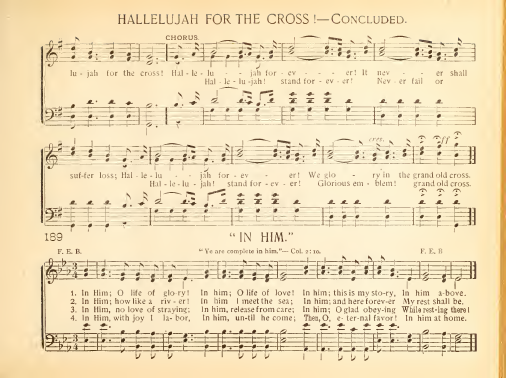 HALLELUJAH FOR THE CROSS!—CONCLUDED.
CHORUS.
lu - jah for the cross! Hal - le - lu - - jah for - ev - - - er! It nev - - er shall
Hal - le - lu - jah! stand for - ev - er! Nev - er fail or
cres. ff
suf-fer loss; Hal - le - lu - - jah for - ev - - er! We glo - - ry in the grand old cross.
Hal - le - lu - jah! stand for - ev - er! Glorious em - blem! grand old cross.
189 "IN HIM."
F. E. B. "Ye are complete in him."—Col. 2:10. F. E. B
1. In Him; O life of glo-ry! In him; O life of love! In him; this is my sto-ry, In him a-bove.
2. In Him; how like a riv - er! In him I meet the sea; In him; and here forev-er My rest shall be.
3. In Him, no love of straying: In him, release from care; In him; O glad obey-ing While rest-ing there!
4. In Him, with joy I la - bor, In him, un-til he come; Then, O, e - ter-nal favor! In him at home.